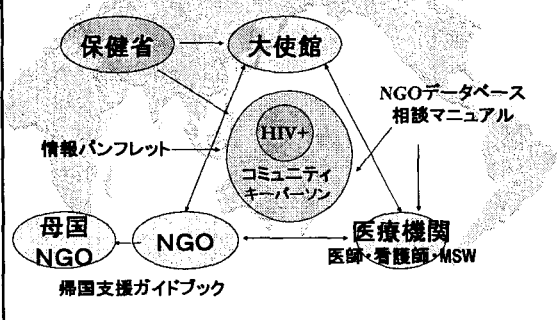 保健省
大使館
NGOデータベース
相談マニュアル
HIV+
情報パンフレット
コミュニティ
キーパーソン
母国
NGO
NGO
医療機関
医師・看護師・MSW
帰国支援ガイドブック